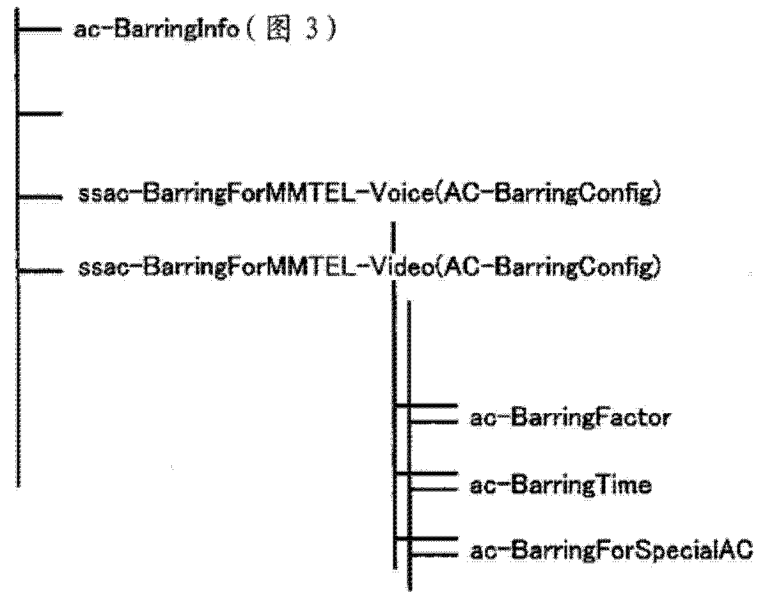 ac-BarringInfo ( 图 3 )
ssac-BarringForMMTEL-Voice(AC-BarringConfig)
ssac-BarringForMMTEL-Video(AC-BarringConfig)
ac-BarringFactor
ac-BarringTime
ac-BarringForSpecialAC